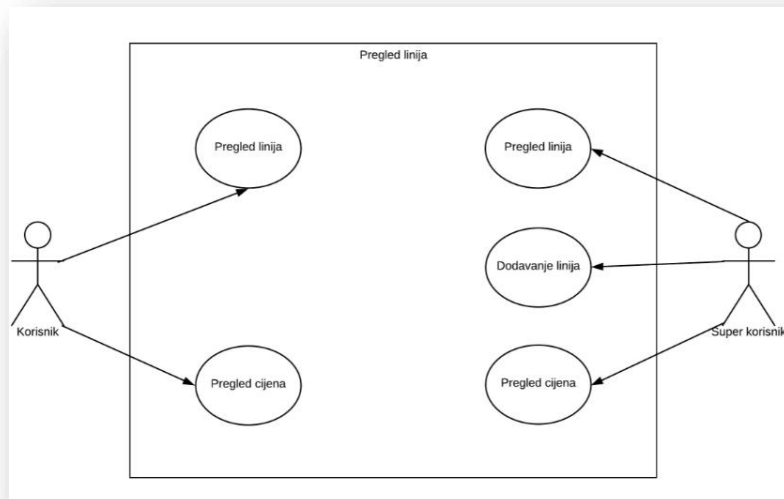 Pregled linija
Pregled linija
Pregled linija
Dodavanje linija
Korisnik
Super korisnik
Pregled cijena
Pregled cijena